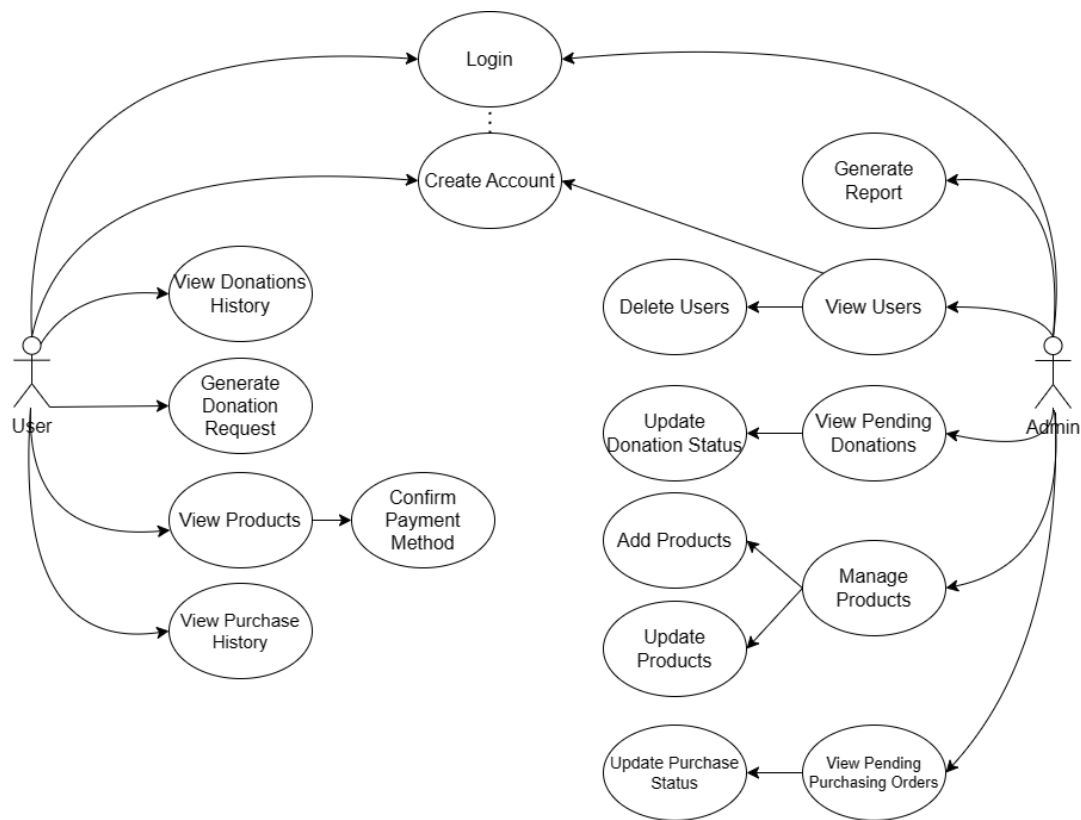 Login
Create Account
Generate
Report
View Donations
History
Delete Users
View Users
Generate
Donation
Request
User
Update
Donation Status
View Pending
Donations
Admin
View Products
Confirm
Payment
Method
Add Products
Manage
Products
View Purchase
History
Update
Products
Update Purchase
Status
View Pending
Purchasing Orders